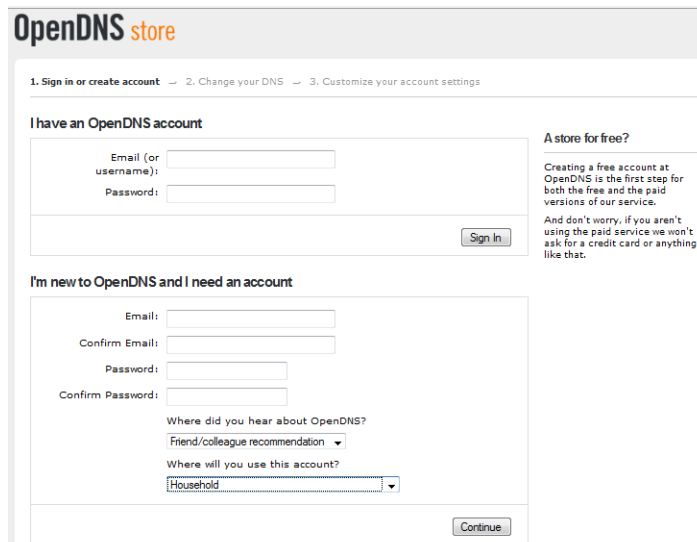 OpenDNS store
1. Sign in or create account → 2. Change your DNS → 3. Customize your account settings
I have an OpenDNS account
Email (or
username):
Password:
Sign In
I'm new to OpenDNS and I need an account
Email:
Confirm Email:
Password:
Confirm Password:
Where did you hear about OpenDNS?
Friend/colleague recommendation
Where will you use this account?
Household
Continue
A store for free?
Creating a free account at
OpenDNS is the first step for
both the free and the paid
versions of our service.
And don't worry, if you aren't
using the paid service we won't
ask for a credit card or anything
like that.